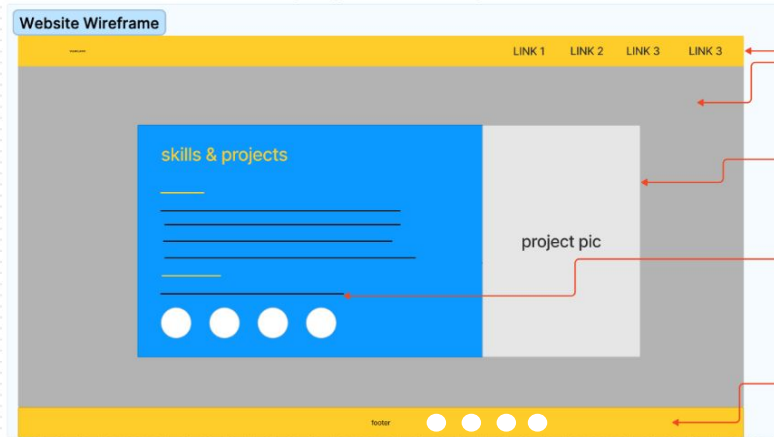 Website Wireframe
LINK 1 LINK 2 LINK 3 LINK 3
skills & projects
project pic
footer